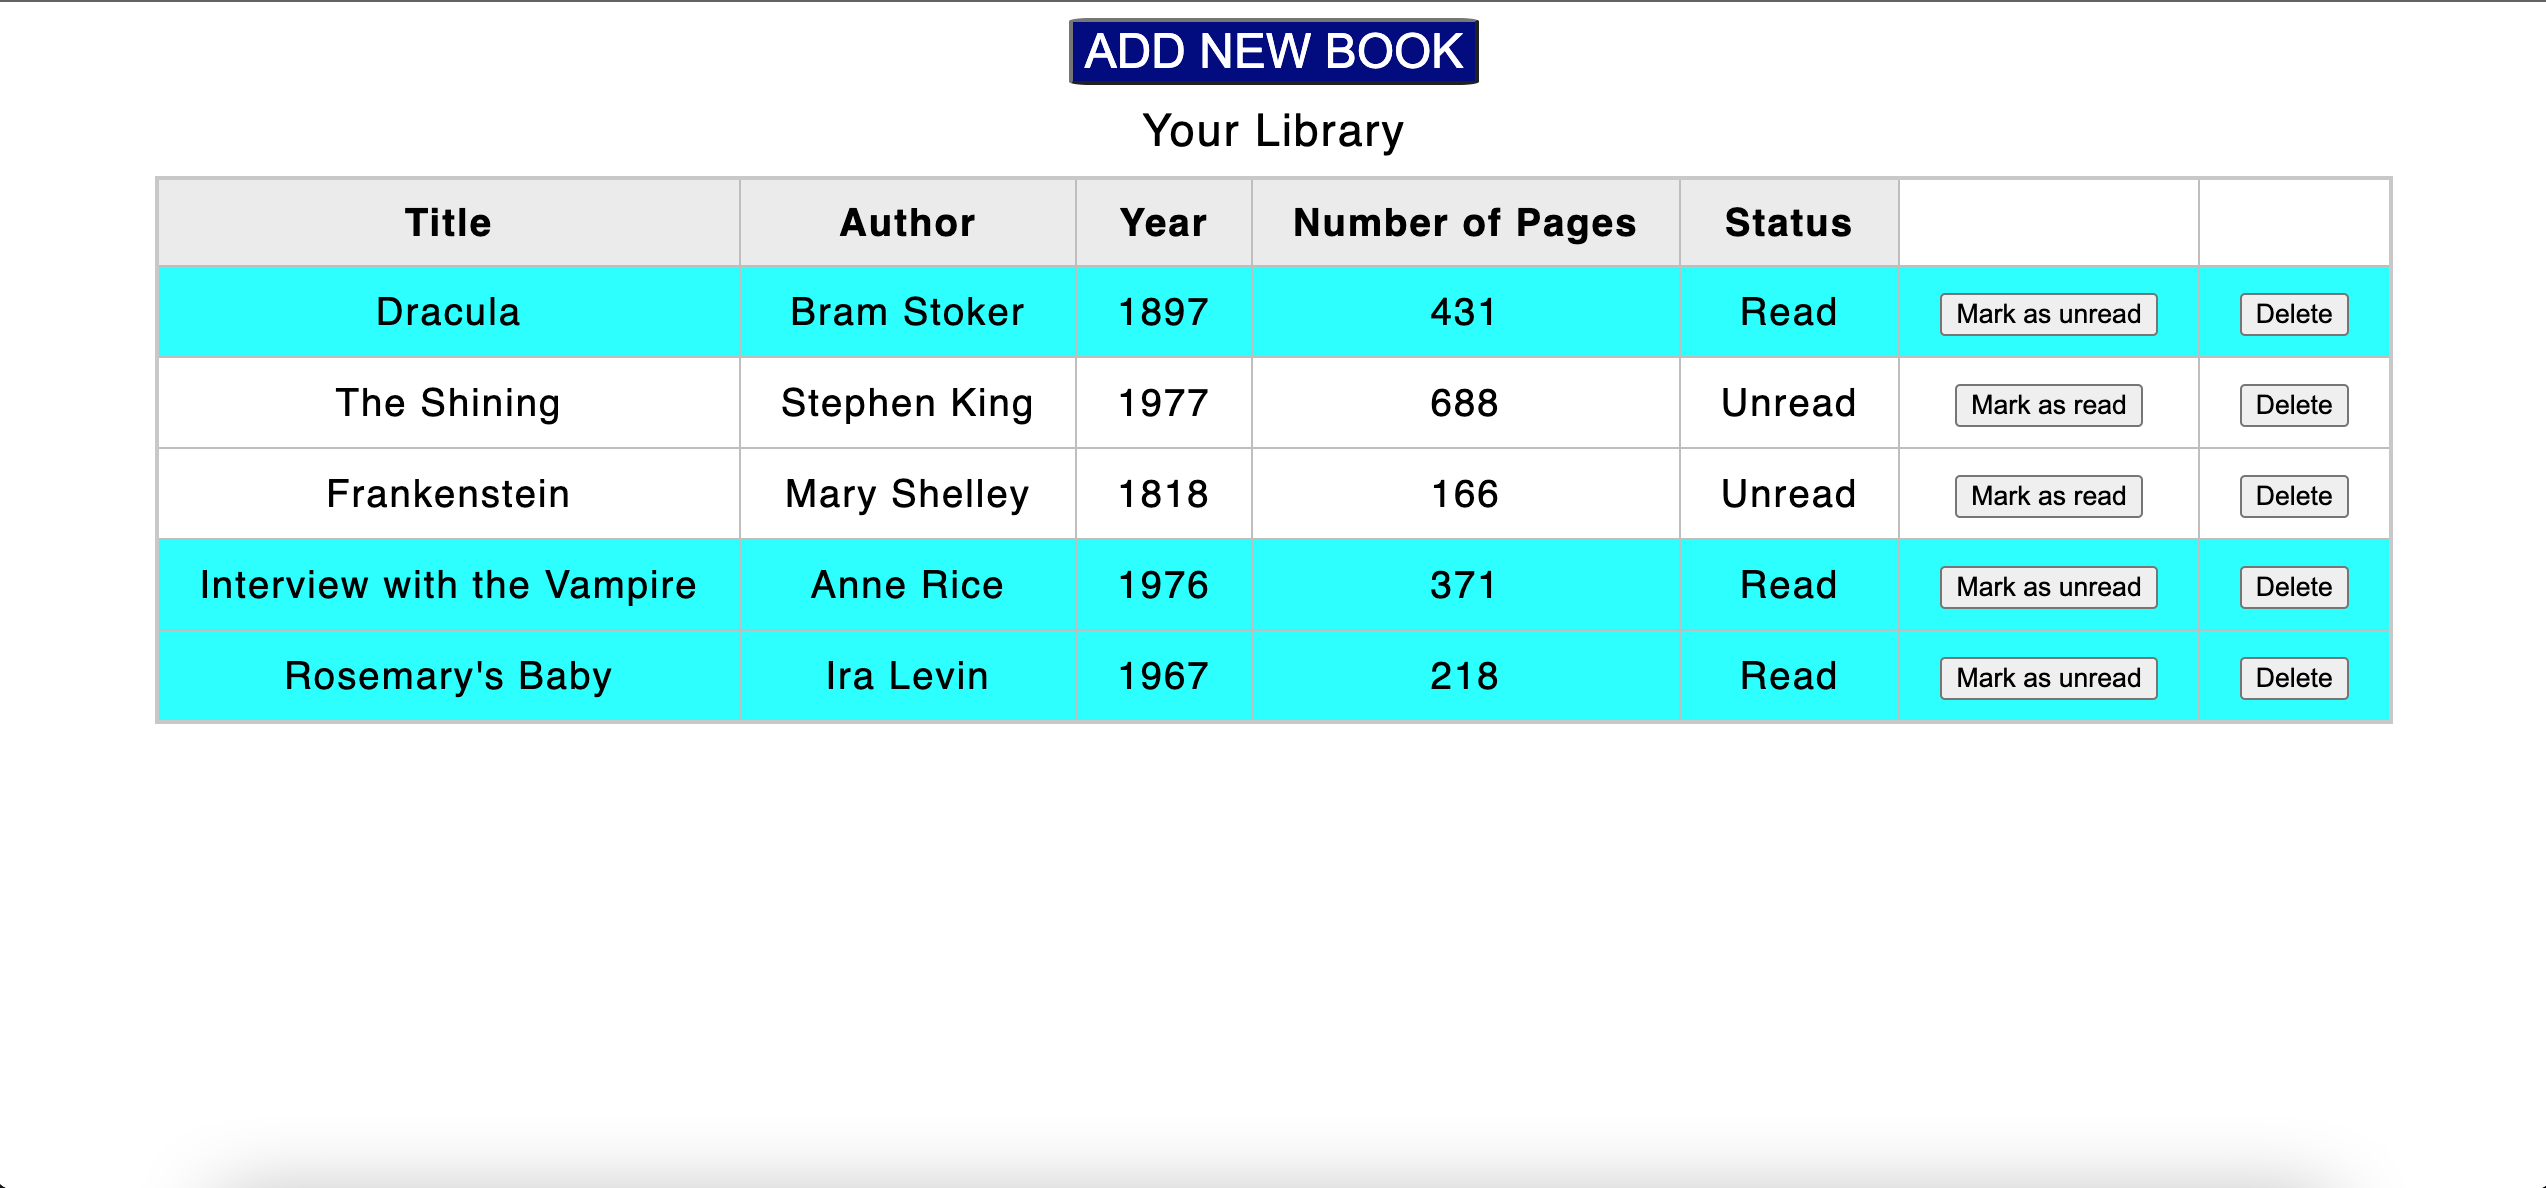 ADD NEW BOOK
Your Library
Title Author Year Number of Pages Status
Dracula Bram Stoker 1897 431 Read Mark as unread Delete
The Shining Stephen King 1977 688 Unread Mark as read Delete
Frankenstein Mary Shelley 1818 166 Unread Mark as read Delete
Interview with the Vampire Anne Rice 1976 371 Read Mark as unread Delete
Rosemary's Baby Ira Levin 1967 218 Read Mark as unread Delete